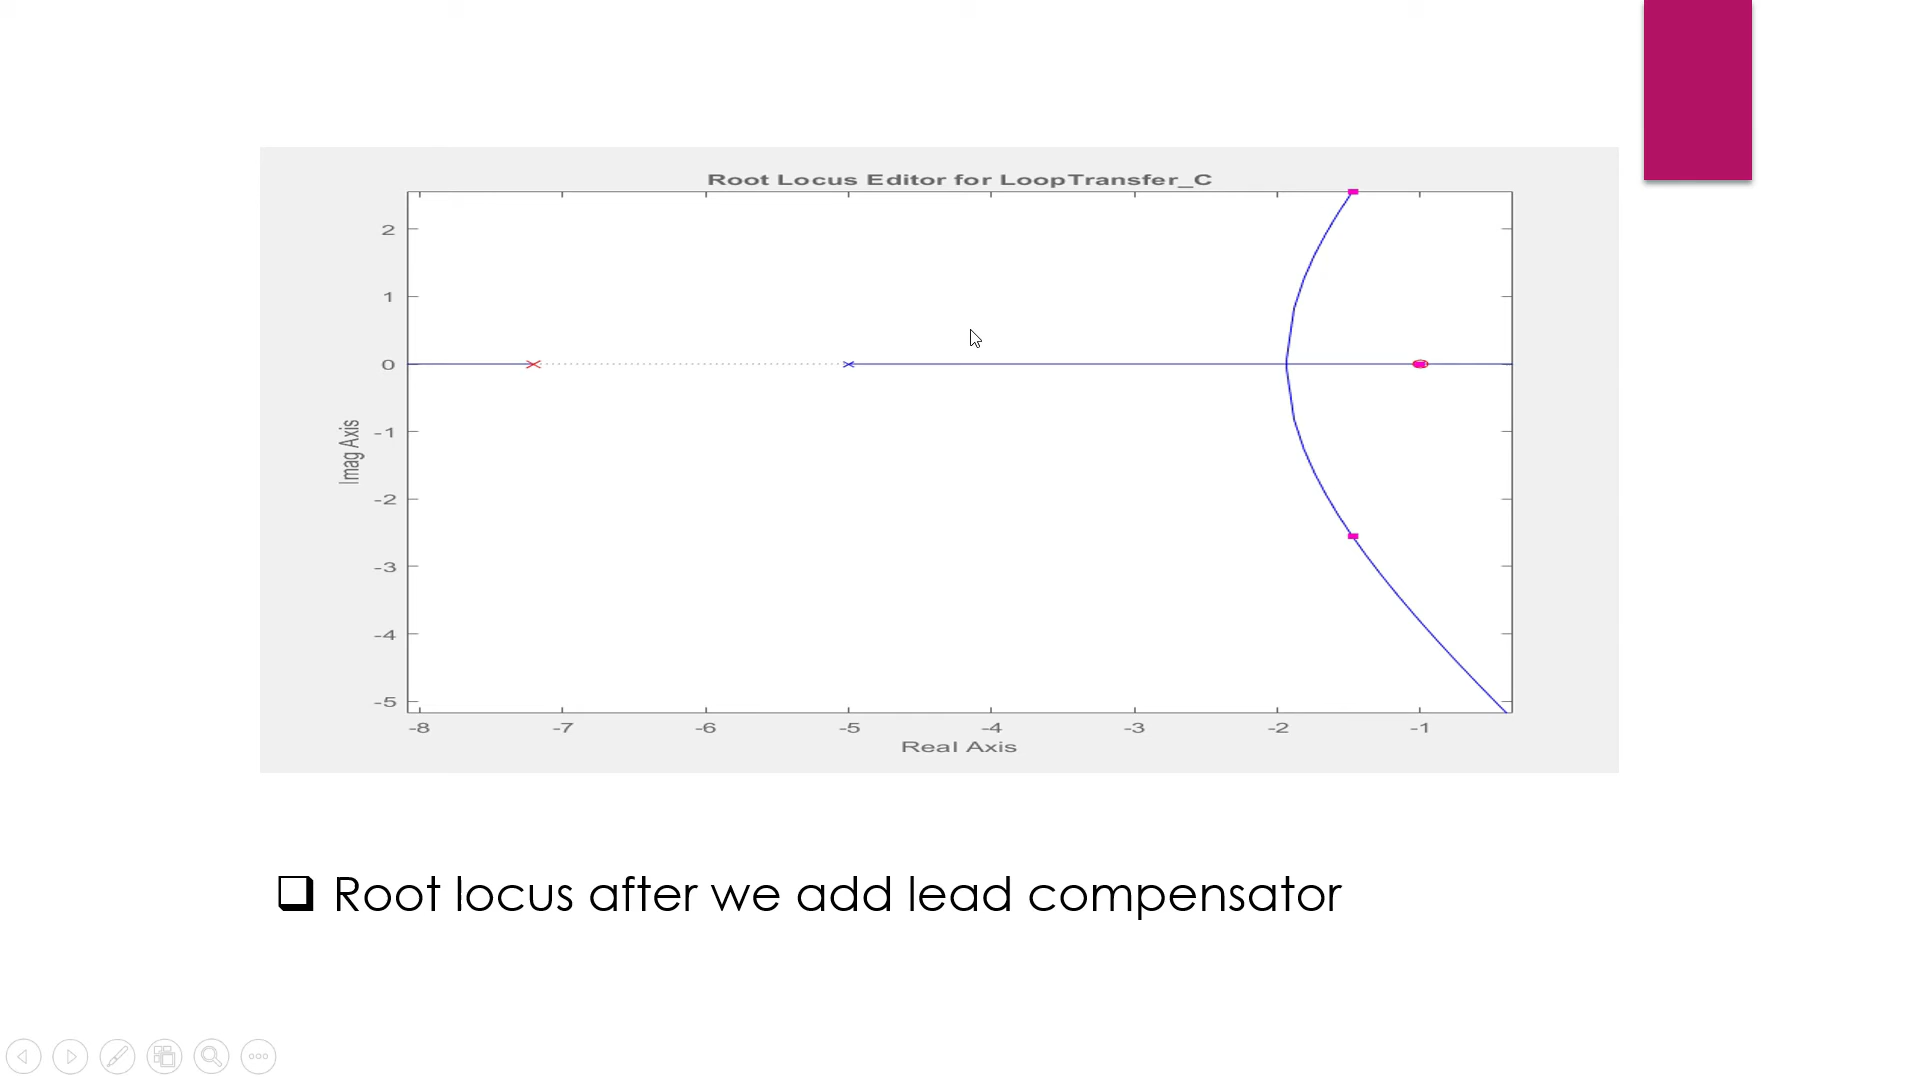 Root Locus Editor for LoopTransfer_C
2
1
0
-1
-2
-3
-4
-5
Imag Axis
-8 -7 -6 -5 -4 -3 -2 -1
Real Axis
Root locus after we add lead compensator